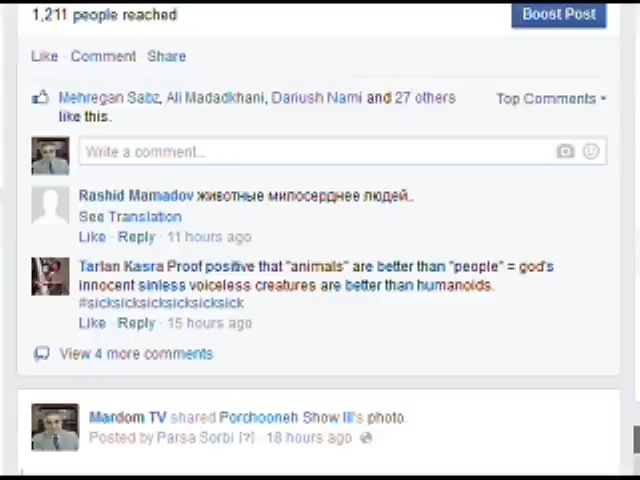 1,211 people reached
Boost Post
Like Comment Share
Mehregan Sabz, Ali Madadkhani, Dariush Nami and 27 others
like this.
Top Comments
Write a comment...
Rashid Mamadov животные милосерднее людей..
See Translation
Like · Reply · 11 hours ago
Tarlan Kasra Proof positive that "animals" are better than "people" = god's
innocent sinless voiceless creatures are better than humanoids.
#sicksicksicksicksicksick
Like · Reply · 15 hours ago
View 4 more comments
Mardom TV shared Porchooneh Show III's photo.
Posted by Parsa Sorbi [?] · 18 hours ago